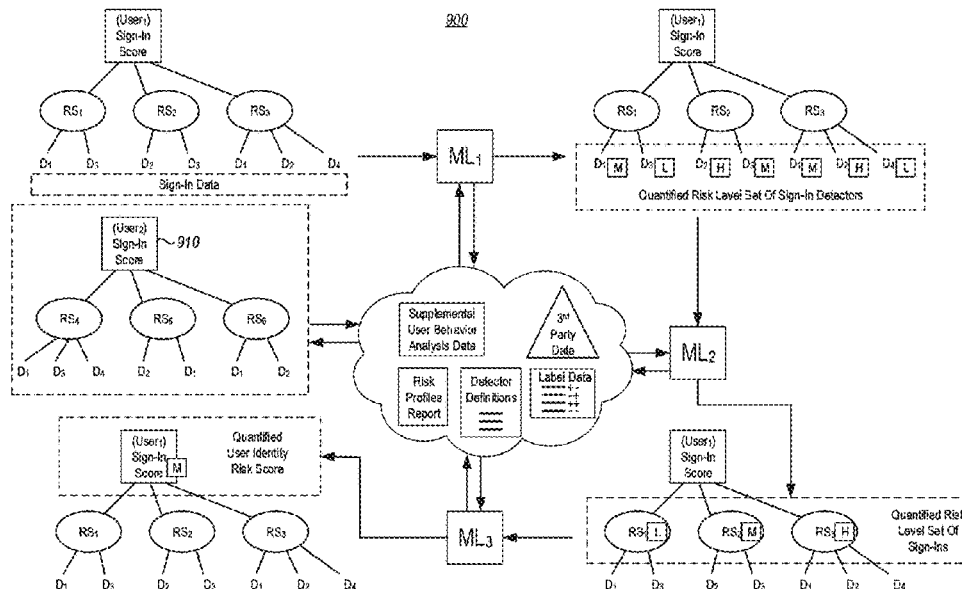 900
(User₁)
Sign-In
Score
RS₁ RS₂ RS₃
D₁ D₃ D₂ D₃ D₁ D₂ D₄
Sign-In Data
ML₁
(User₁)
Sign-In
Score
RS₁ RS₂ RS₃
D₁ M D₃ L D₂ H D₃ M D₁ M D₂ H D₄ L
Quantified Risk Level Set Of Sign-In Detectors
(User₂)
Sign-In
Score
910
RS₄ RS₅ RS₆
D₁ D₃ D₄ D₂ D₁ D₁ D₂
Supplemental
User Behavior
Analysis Data
3rd
Party
Data
Risk
Profiles
Report
Detector
Definitions
Label Data
ML₂
(User₁)
Sign-In
Score M
Quantified
User Identity
Risk Score
RS₁ RS₂ RS₃
D₁ D₃ D₂ D₃ D₁ D₂ D₄
ML₃
(User₁)
Sign-In
Score
RS₁ L RS₂ M RS₃ H
Quantified Risk
Level Set Of
Sign-Ins
D₁ D₃ D₂ D₃ D₁ D₂ D₄